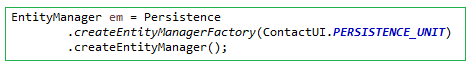 EntityManager em = Persistence
.createEntityManagerFactory(ContactUI.PERSISTENCE_UNIT)
.createEntityManager();